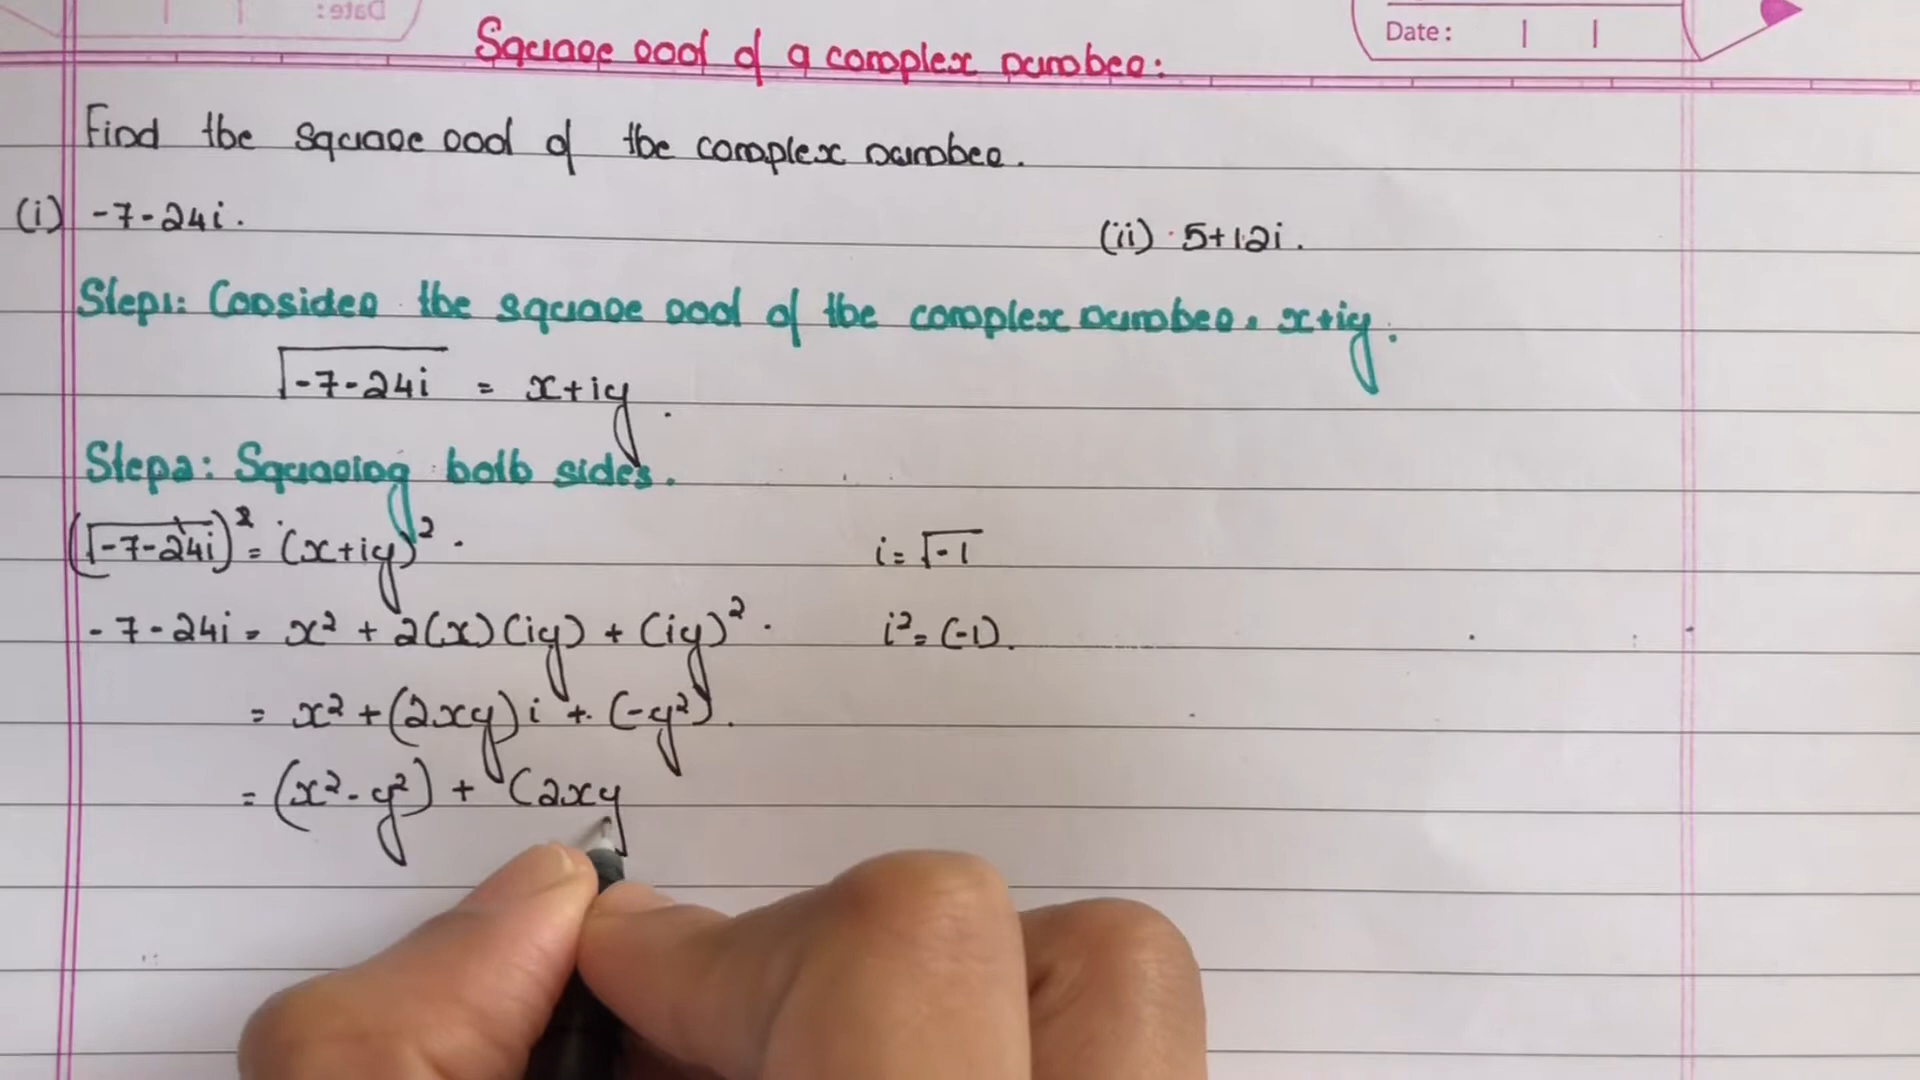 Date:
Square root of a complex number:
Find the square root of the complex number.
(i) -7-24i.
(ii) 5+12i.
Step1: Consider the square root of the complex number = x+iy.
√(-7-24i) = x+iy.
Step2: Squaring both sides.
(√(-7-24i))² = (x+iy)².
i = √-1
-7-24i = x² + 2(x)(iy) + (iy)².
i² = (-1).
= x² + (2xy)i + (-y²).
= (x²-y²) + (2xy